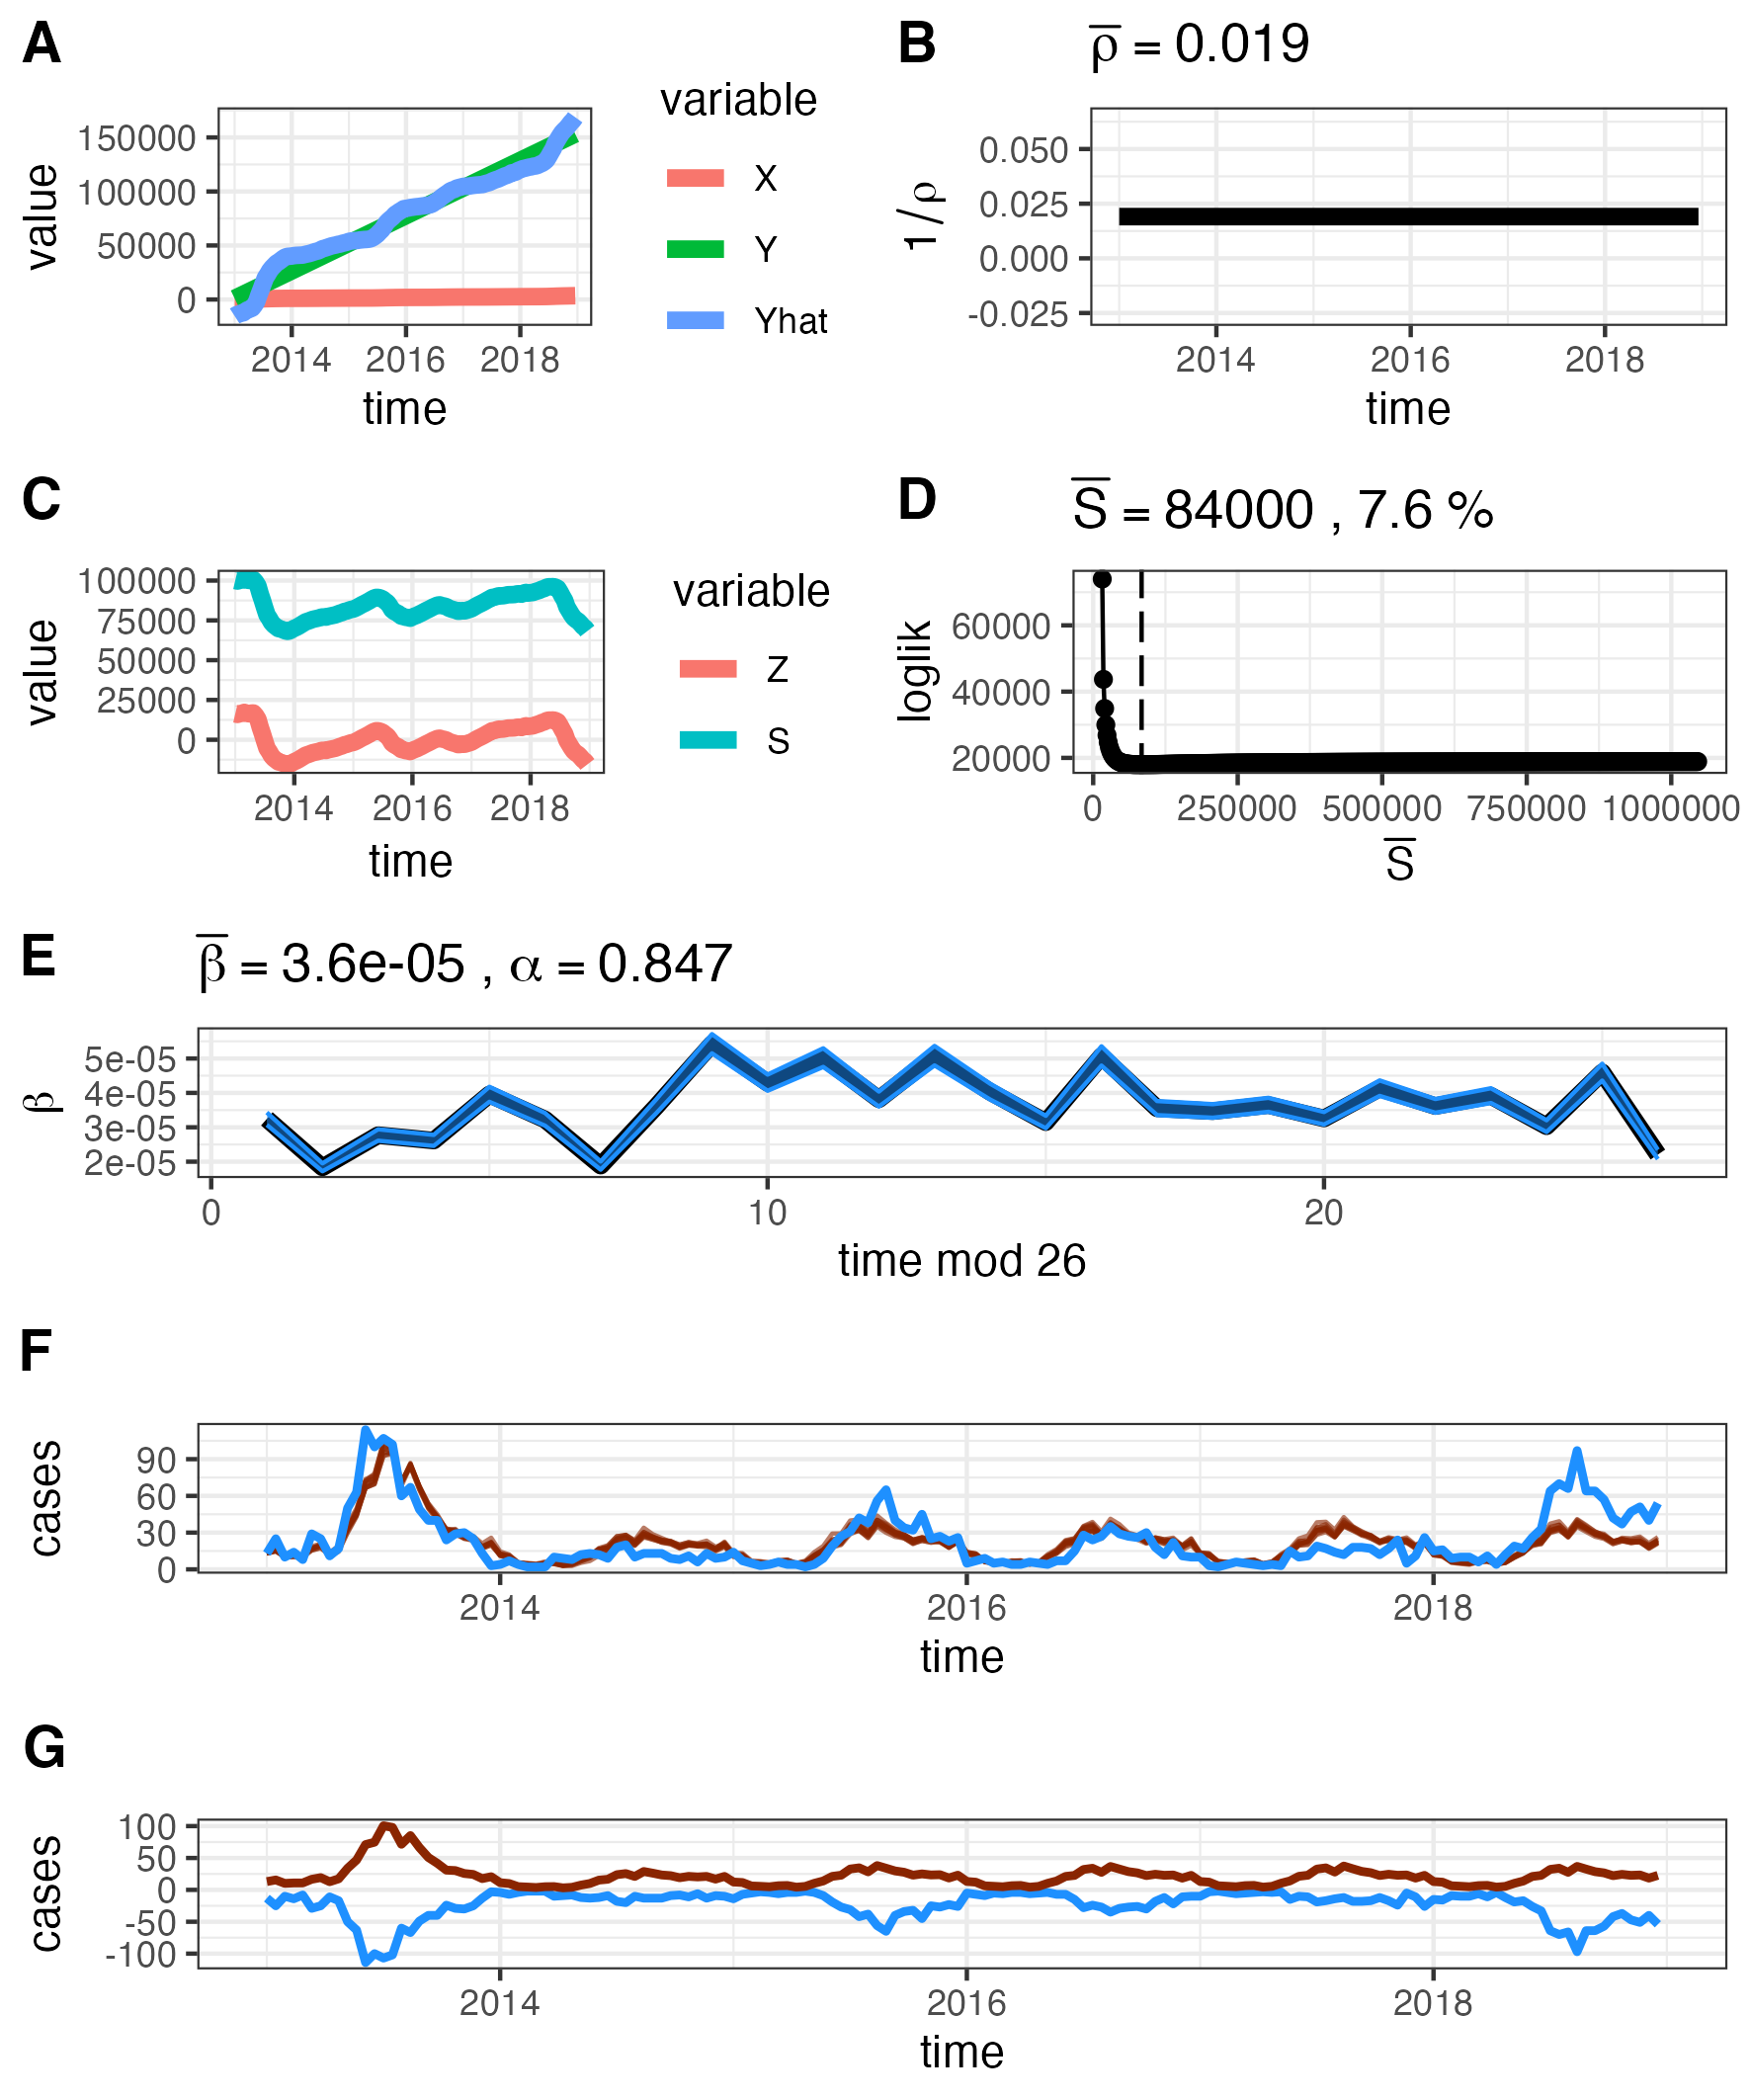 A
variable
value
150000
100000
50000
0
X
Y
Yhat
2014 2016 2018
time
B
ρ̅ = 0.019
1/ρ
0.050
0.025
0.000
-0.025
2014 2016 2018
time
C
variable
value
100000
75000
50000
25000
0
Z
S
2014 2016 2018
time
D
S̅ = 84000 , 7.6 %
loglik
60000
40000
20000
0 250000 500000 750000 1000000
S̅
E
β̅ = 3.6e-05 , α = 0.847
β
5e-05
4e-05
3e-05
2e-05
0 10 20
time mod 26
F
cases
90
60
30
0
2014 2016 2018
time
G
cases
100
50
0
-50
-100
2014 2016 2018
time